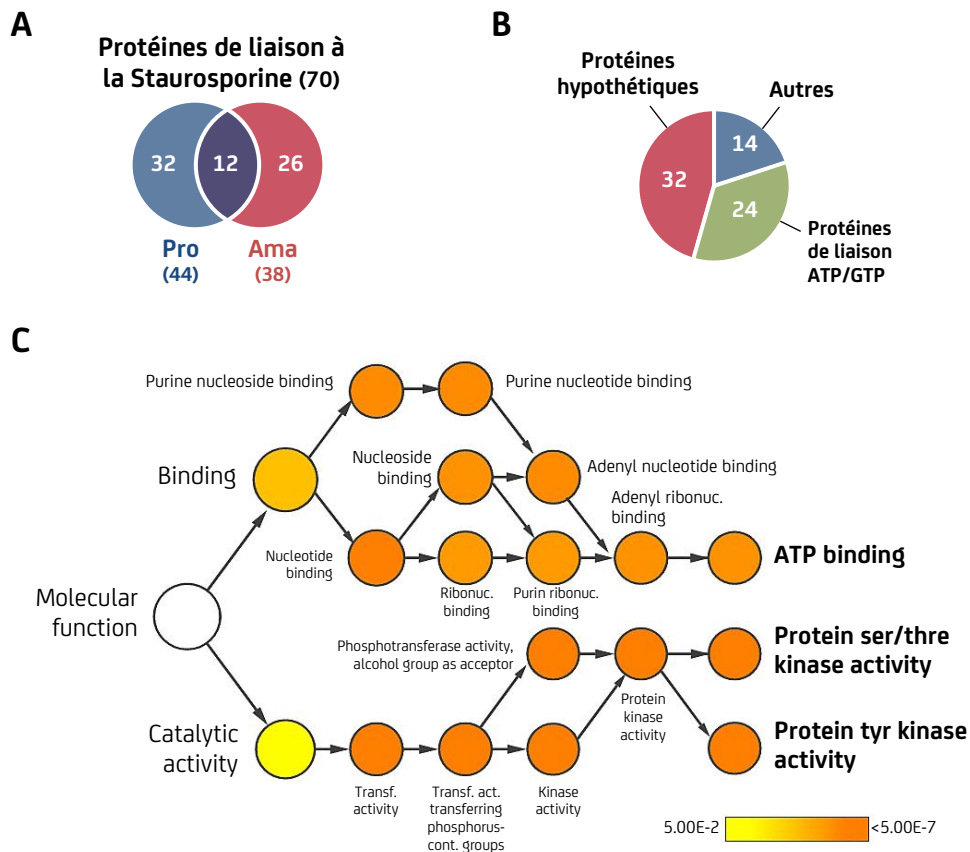 A
Protéines de liaison à
la Staurosporine (70)
32
12
26
Pro
(44)
Ama
(38)
B
Protéines
hypothétiques
Autres
14
32
24
Protéines
de liaison
ATP/GTP
C
Purine nucleoside binding
Purine nucleotide binding
Binding
Nucleoside
binding
Adenyl nucleotide binding
Adenyl ribonuc.
binding
Nucleotide
binding
ATP binding
Ribonuc.
binding
Purin ribonuc.
binding
Molecular
function
Phosphotransferase activity,
alcohol group as acceptor
Protein ser/thre
kinase activity
Protein
kinase
activity
Catalytic
activity
Protein tyr kinase
activity
Transf.
activity
Transf. act.
transferring
phosphorus-
cont. groups
Kinase
activity
5.00E-2
<5.00E-7